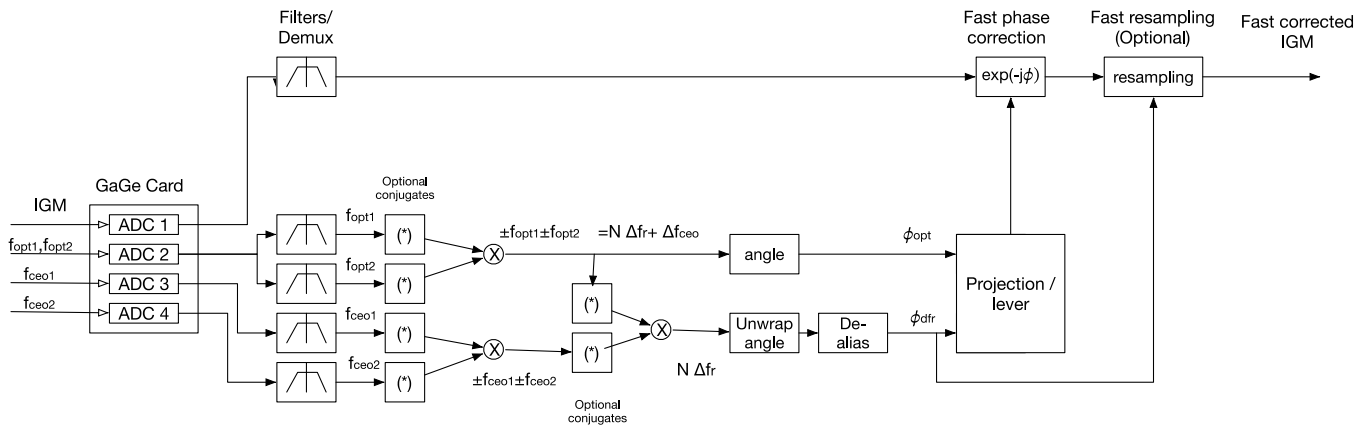 Filters/
Demux
Fast phase
correction
Fast resampling
(Optional)
Fast corrected
IGM
exp(-jϕ)
resampling
GaGe Card
IGM
ADC 1
fopt1,fopt2
ADC 2
fceo1
ADC 3
fceo2
ADC 4
Optional
conjugates
fopt1
(*)
fopt2
(*)
fceo1
(*)
fceo2
(*)
X
±fopt1±fopt2
=N Δfr+ Δfceo
X
±fceo1±fceo2
(*)
(*)
Optional
conjugates
X
N Δfr
angle
ϕopt
Unwrap
angle
De-
alias
ϕdfr
Projection /
lever